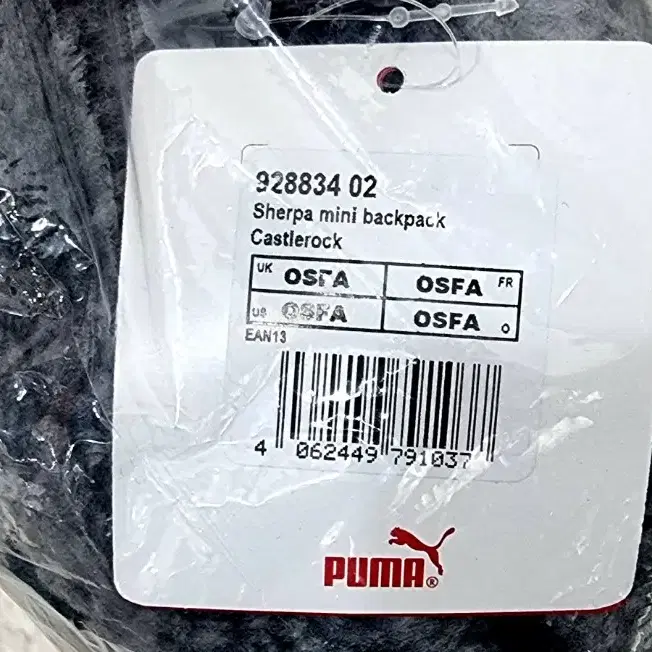 928834 02
Sherpa mini backpack
Castlerock
UK OSFA OSFA FR
US OSFA OSFA O
EAN13
4 062449 791037
PUMA®